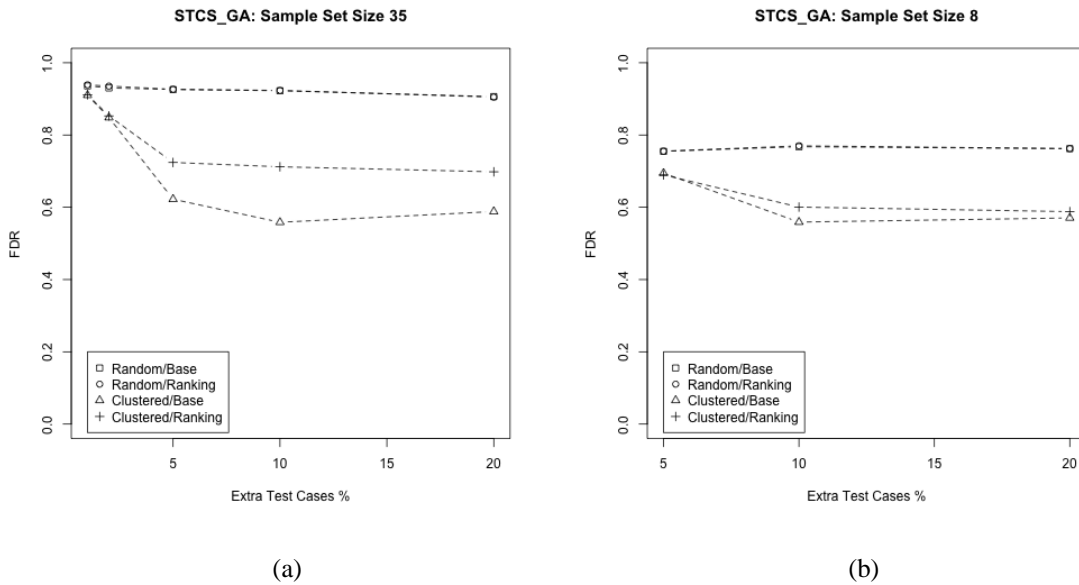 STCS_GA: Sample Set Size 35
FDR
1.0
0.8
0.6
0.4
0.2
0.0
Random/Base
Random/Ranking
Clustered/Base
Clustered/Ranking
5 10 15 20
Extra Test Cases %
(a)
STCS_GA: Sample Set Size 8
FDR
1.0
0.8
0.6
0.4
0.2
0.0
Random/Base
Random/Ranking
Clustered/Base
Clustered/Ranking
5 10 15 20
Extra Test Cases %
(b)